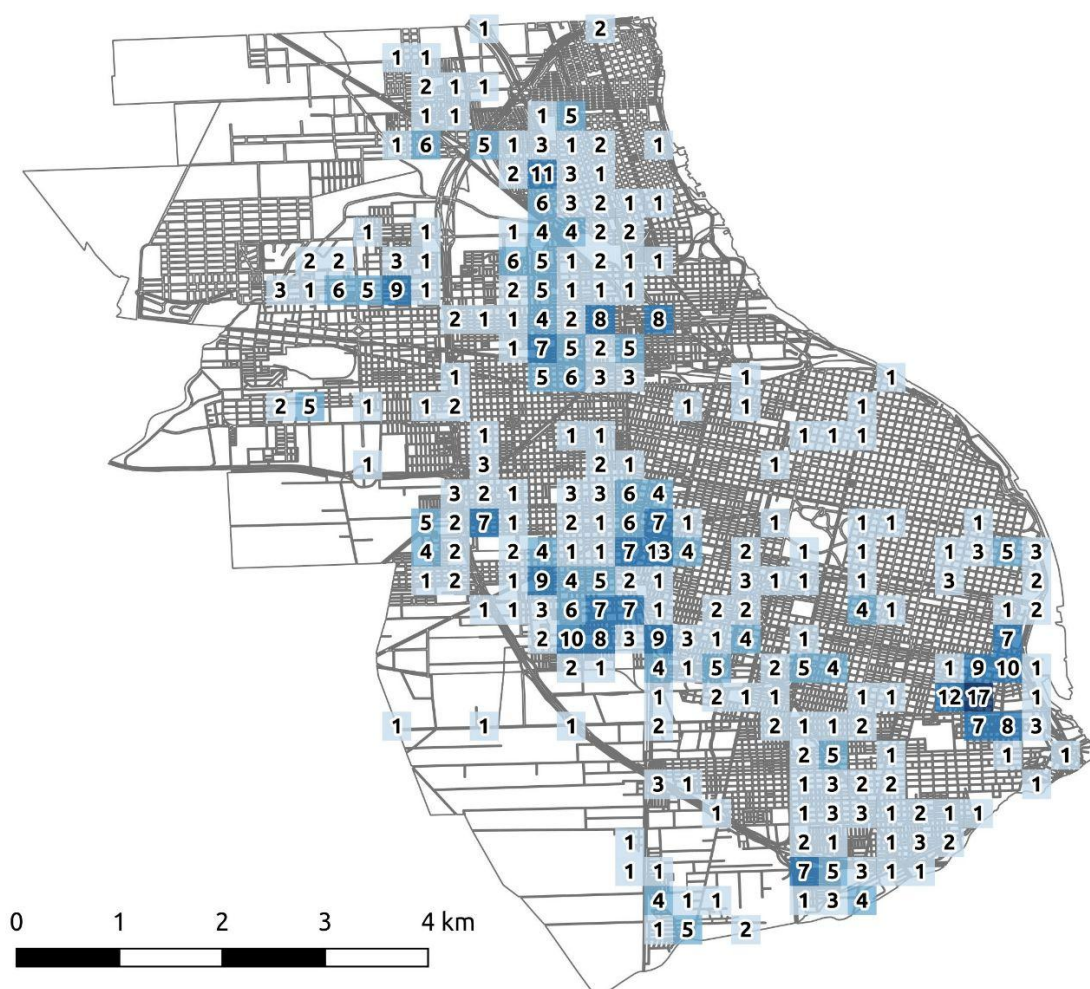 1 2
1 1
2 1 1
1 1 1 5
1 6 5 1 3 1 2 1
2 11 3 1
6 3 2 1 1
1 1 1 4 4 2 2
2 2 3 1 6 5 1 2 1 1
3 1 6 5 9 1 2 5 1 1 1
2 1 1 4 2 8 8
1 7 5 2 5
1 5 6 3 3 1 1
2 5 1 1 2 1 1 1
1 1 1 1 1 1
1 3 2 1 1
3 2 1 3 3 6 4
5 2 7 1 2 1 6 7 1 1 1 1 1
4 2 2 4 1 1 7 13 4 2 1 1 1 3 5 3
1 2 1 9 4 5 2 1 3 1 1 1 3 2
1 1 3 6 7 7 1 2 2 4 1 1 2
2 10 8 3 9 3 1 4 1 7
2 1 4 1 5 2 5 4 1 9 10 1
1 2 1 1 1 1 12 17 1
1 1 1 2 2 1 1 2 7 8 3
2 5 1 1 1
3 1 1 3 2 2 1
1 1 3 3 1 2 1 1
1 2 1 1 3 2
1 1 7 5 3 1 1
4 1 1 1 3 4
1 5 2
0 1 2 3 4 km